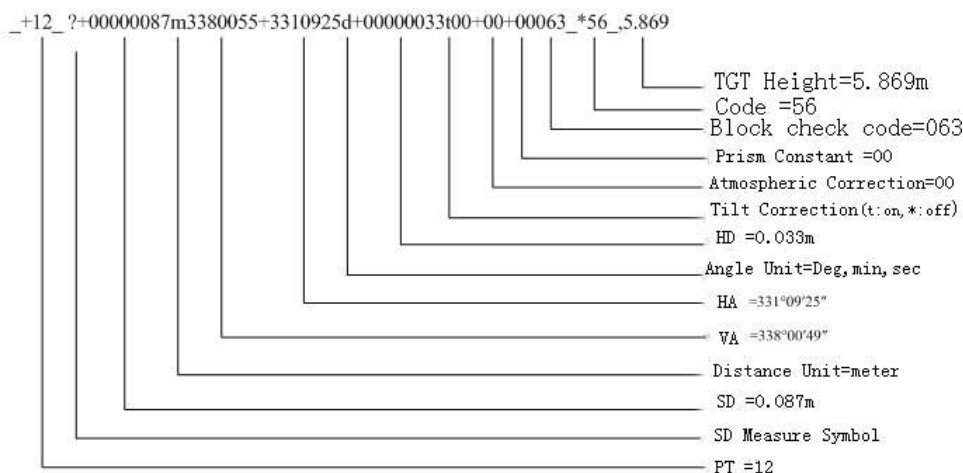 _+12_ ?+00000087m3380055+3310925d+00000033t00+00+00063_*56_,5.869
TGT Height=5.869m
Code =56
Block check code=063
Prism Constant =00
Atmospheric Correction=00
Tilt Correction(t:on,*:off)
HD =0.033m
Angle Unit=Deg,min,sec
HA =331°09'25"
VA =338°00'49"
Distance Unit=meter
SD =0.087m
SD Measure Symbol
PT =12